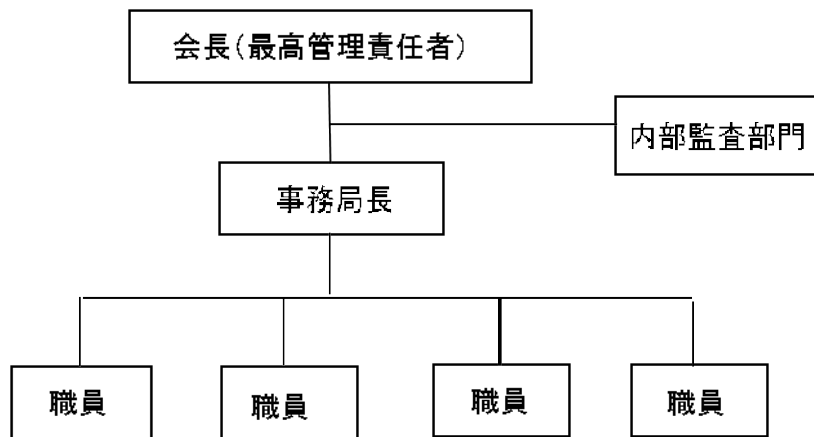 会長（最高管理責任者）
内部監査部門
事務局長
職員
職員
職員
職員